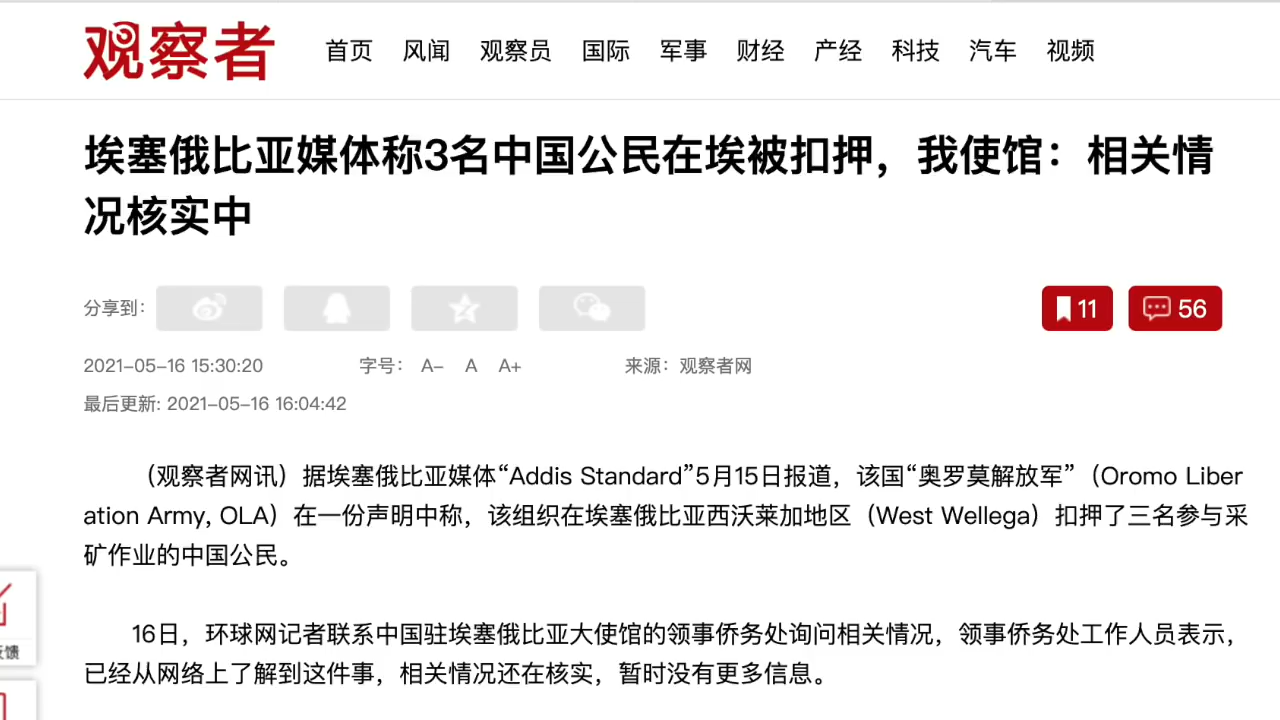 观察者 首页 风闻 观察员 国际 军事 财经 产经 科技 汽车 视频
埃塞俄比亚媒体称3名中国公民在埃被扣押，我使馆：相关情
况核实中
分享到： 11 56
2021-05-16 15:30:20 字号： A- A A+ 来源：观察者网
最后更新: 2021-05-16 16:04:42
（观察者网讯）据埃塞俄比亚媒体“Addis Standard”5月15日报道，该国“奥罗莫解放军”（Oromo Liber
ation Army, OLA）在一份声明中称，该组织在埃塞俄比亚西沃莱加地区（West Wellega）扣押了三名参与采
矿作业的中国公民。
16日，环球网记者联系中国驻埃塞俄比亚大使馆的领事侨务处询问相关情况，领事侨务处工作人员表示，
已经从网络上了解到这件事，相关情况还在核实，暂时没有更多信息。